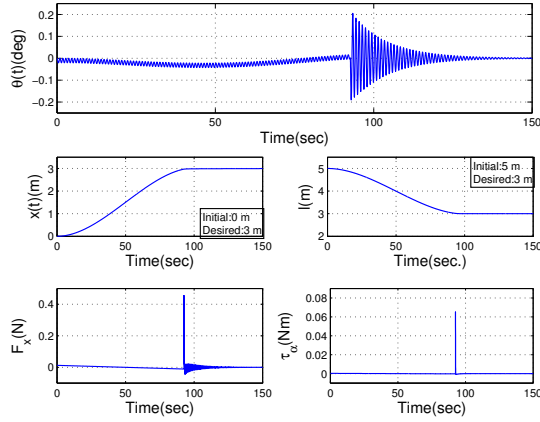 θ(t)(deg)
0.2
0.1
0
−0.1
−0.2
0 50 100 150
Time(sec)
x(t)(m)
3
2
1
0
Initial:0 m
Desired:3 m
0 50 100 150
Time(sec)
l(m)
5
4
3
2
Initial:5 m
Desired:3 m
0 50 100 150
Time(sec.)
F_x(N)
0.4
0.2
0
0 50 100 150
Time(sec)
τ_α(Nm)
0.08
0.06
0.04
0.02
0
0 50 100 150
Time(sec)